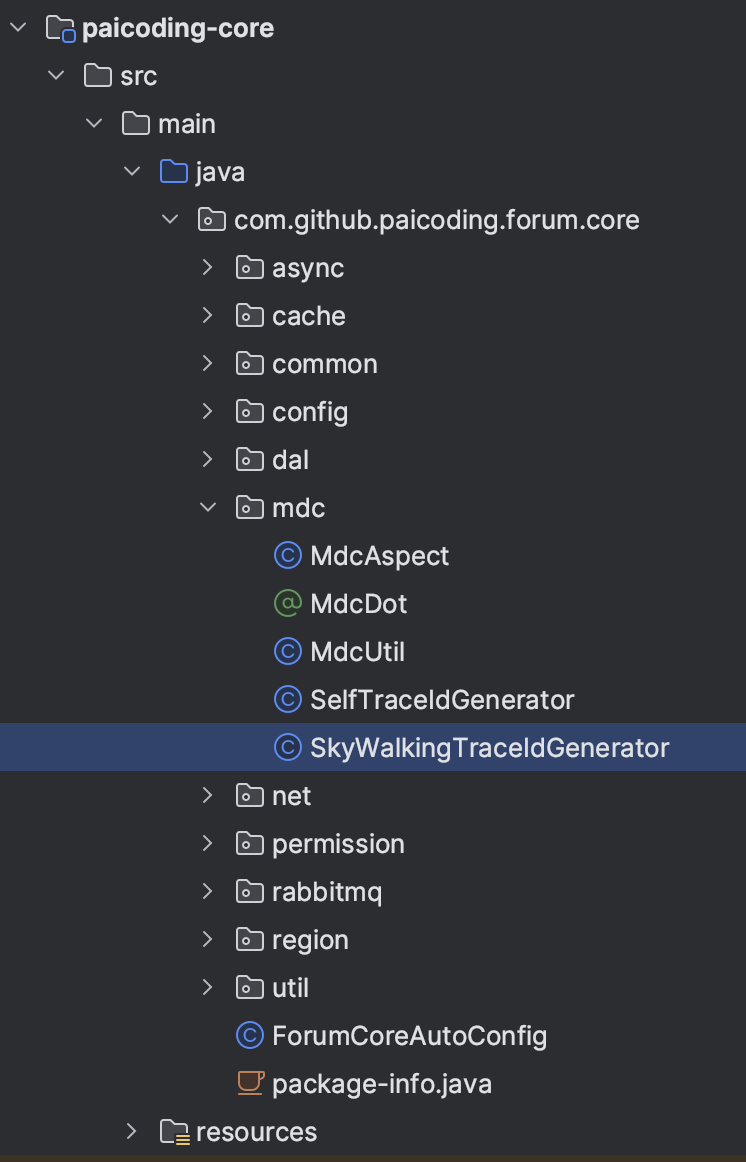 paicoding-core
src
main
java
com.github.paicoding.forum.core
async
cache
common
config
dal
mdc
MdcAspect
MdcDot
MdcUtil
SelfTraceIdGenerator
SkyWalkingTraceIdGenerator
net
permission
rabbitmq
region
util
ForumCoreAutoConfig
package-info.java
resources